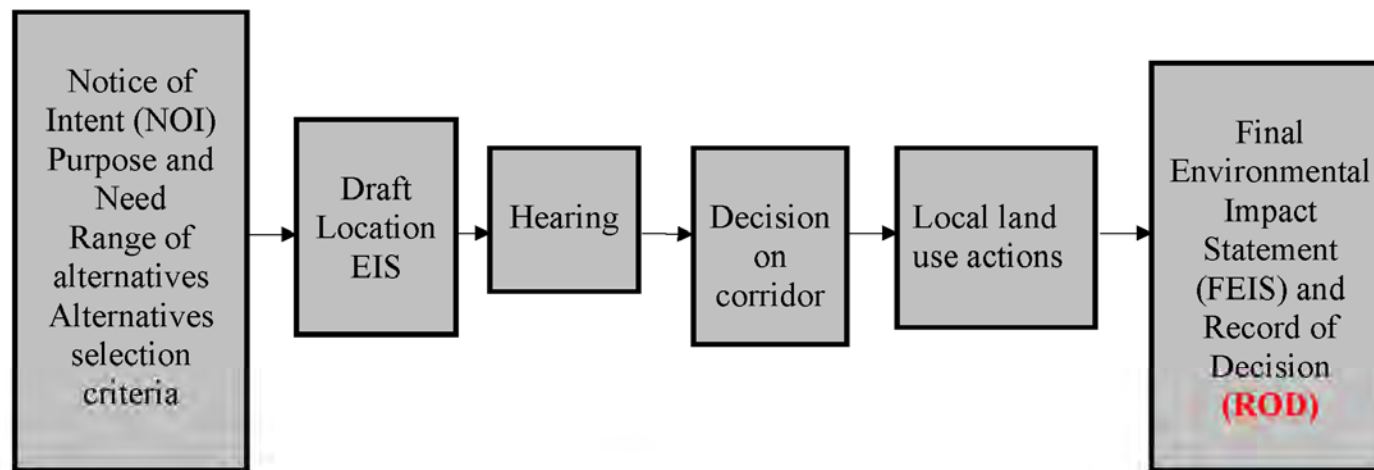 Notice of
Intent (NOI)
Purpose and
Need
Range of
alternatives
Alternatives
selection
criteria
Draft
Location
EIS
Hearing
Decision
on
corridor
Local land
use actions
Final
Environmental
Impact
Statement
(FEIS) and
Record of
Decision
(ROD)